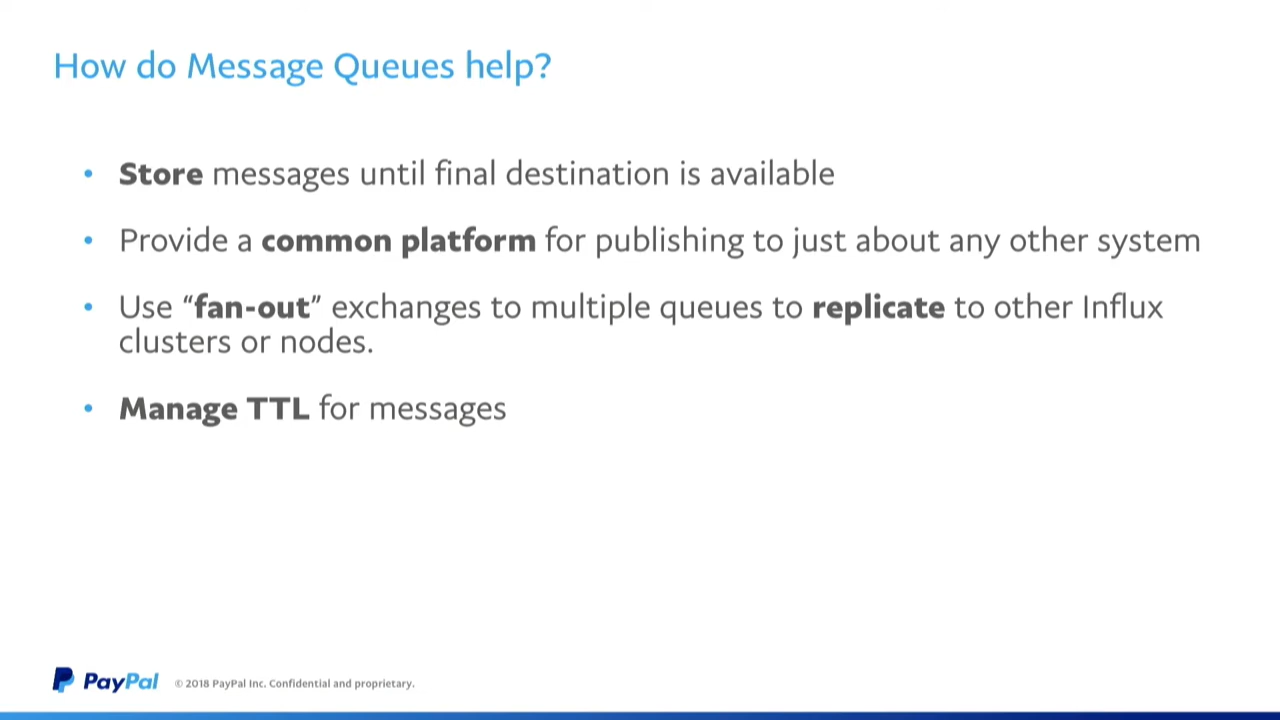 How do Message Queues help?
• Store messages until final destination is available
• Provide a common platform for publishing to just about any other system
• Use “fan-out” exchanges to multiple queues to replicate to other Influx
clusters or nodes.
• Manage TTL for messages
PayPal © 2018 PayPal Inc. Confidential and proprietary.